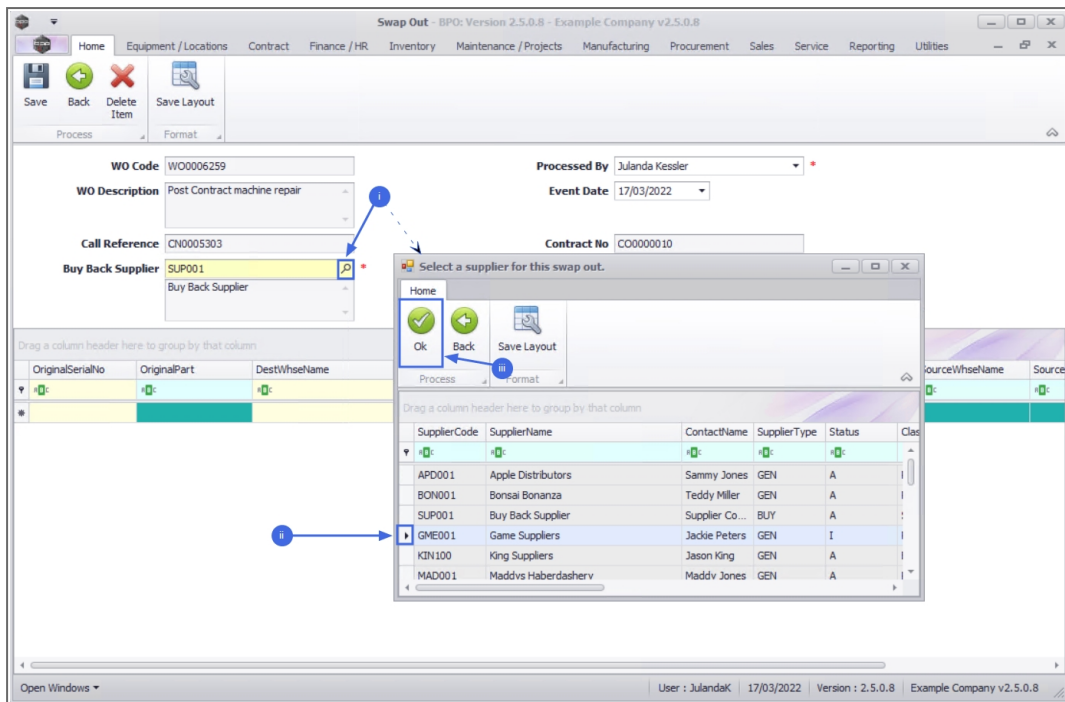 Swap Out - BPO: Version 2.5.0.8 - Example Company v2.5.0.8
Home Equipment / Locations Contract Finance / HR Inventory Maintenance / Projects Manufacturing Procurement Sales Service Reporting Utilities
Save Back Delete Item Save Layout
Process Format
WO Code WO0006259 Processed By Julanda Kessler *
WO Description Post Contract machine repair Event Date 17/03/2022
i
Call Reference CN0005303 Contract No CO0000010
Buy Back Supplier SUP001 *
Buy Back Supplier
Select a supplier for this swap out.
Home
Ok Back Save Layout
iii
Process Format
Drag a column header here to group by that column
OriginalSerialNo OriginalPart DestWhseName SourceWhseName Source
Drag a column header here to group by that column
SupplierCode SupplierName ContactName SupplierType Status Clas
APD001 Apple Distributors Sammy Jones GEN A
BON001 Bonsai Bonanza Teddy Miller GEN A
SUP001 Buy Back Supplier Supplier Co... BUY A
ii
GME001 Game Suppliers Jackie Peters GEN I
KIN100 King Suppliers Jason King GEN A
MAD001 Maddys Haberdashery Maddy Jones GEN A
Open Windows User : JulandaK 17/03/2022 Version : 2.5.0.8 Example Company v2.5.0.8